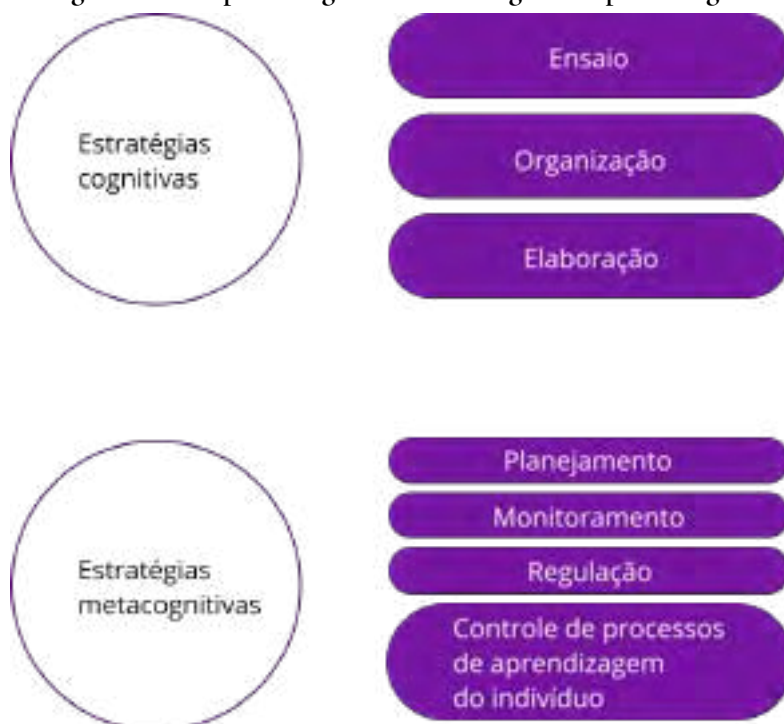 Estratégias
cognitivas
Ensaio
Organização
Elaboração
Estratégias
metacognitivas
Planejamento
Monitoramento
Regulação
Controle de processos
de aprendizagem
do indivíduo